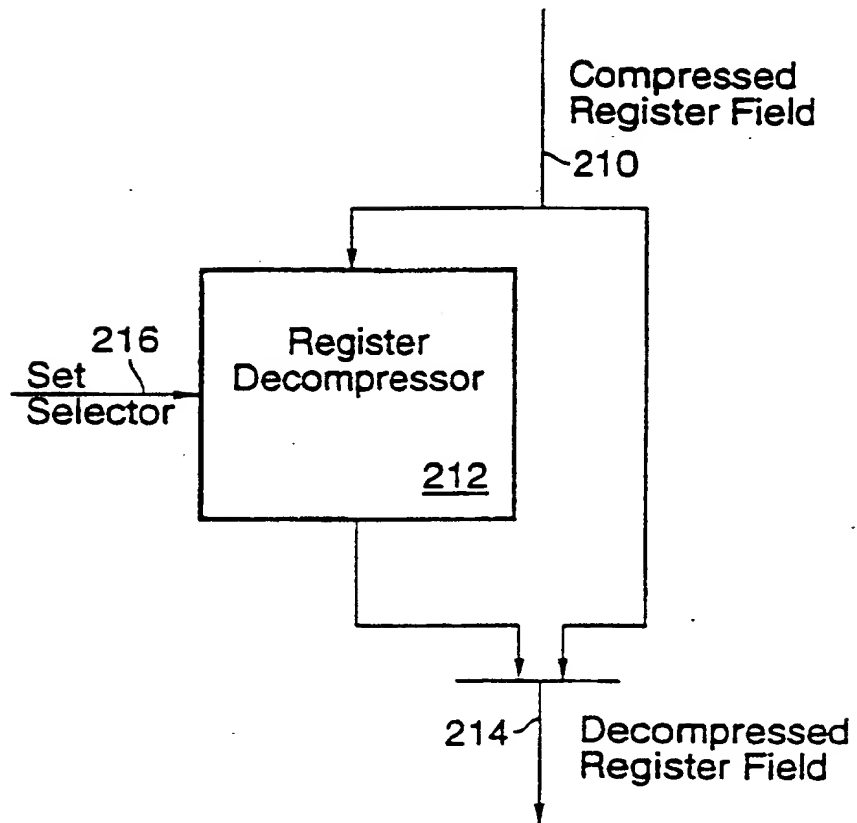 Compressed
Register Field
210
216
Set
Selector
Register
Decompressor
212
214
Decompressed
Register Field